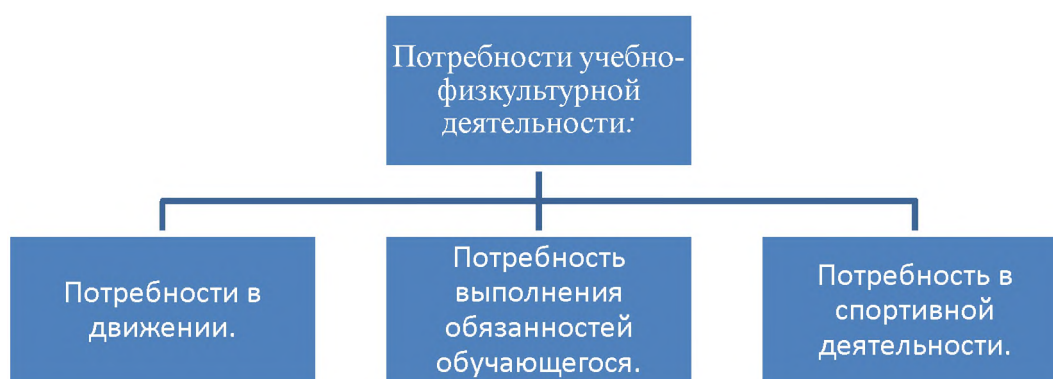 Потребности учебно-
физкультурной
деятельности:
Потребности в
движении.
Потребность
выполнения
обязанностей
обучающегося.
Потребность в
спортивной
деятельности.